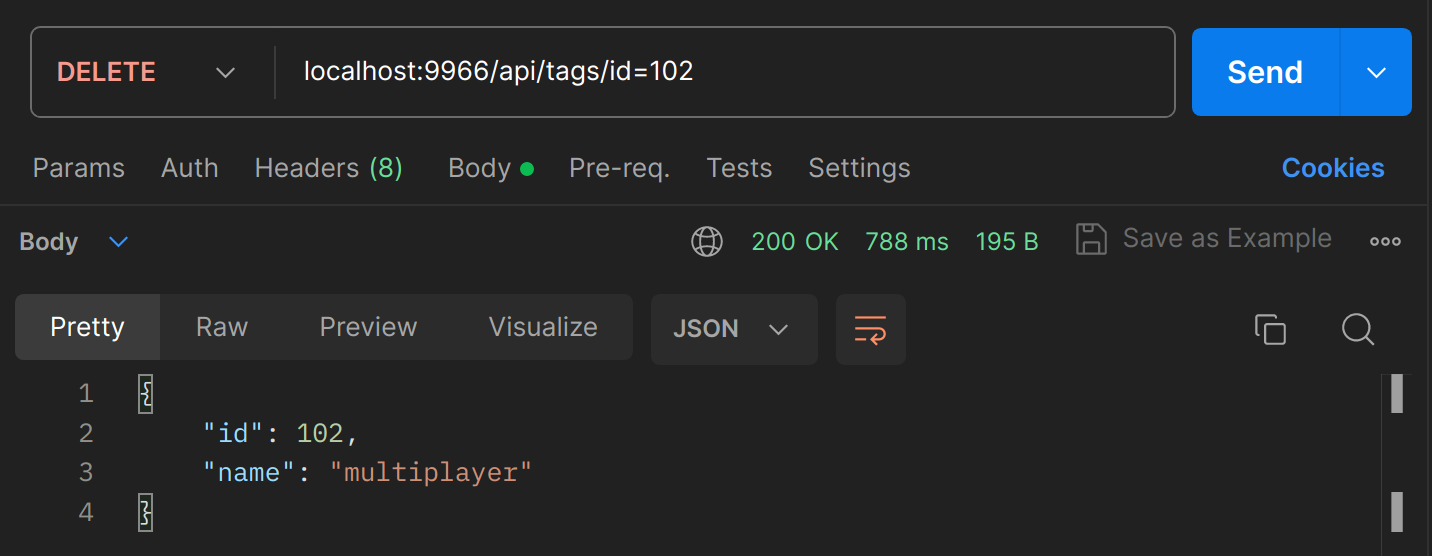 DELETE localhost:9966/api/tags/id=102 Send
Params Auth Headers (8) Body Pre-req. Tests Settings Cookies
Body 200 OK 788 ms 195 B Save as Example
Pretty Raw Preview Visualize JSON
1 {
2 "id": 102,
3 "name": "multiplayer"
4 }